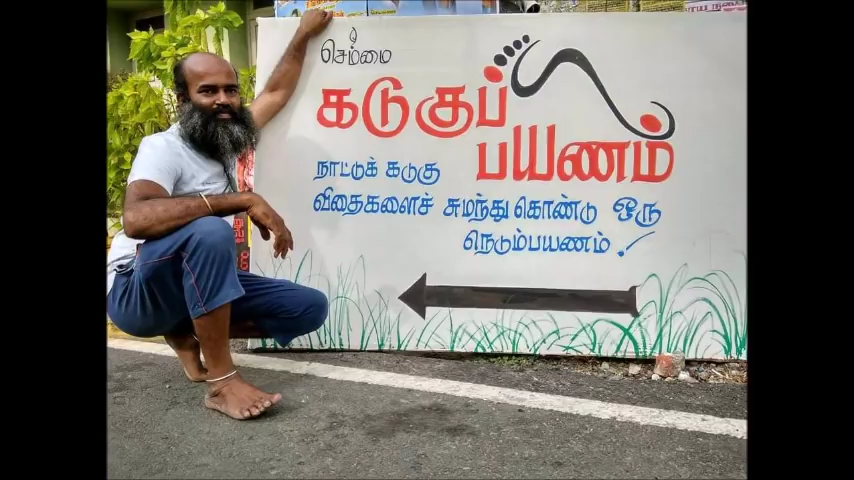 செம்மை
கடுகுப்
பயணம்
நாட்டுக் கடுகு
விதைகளைச் சுமந்து கொண்டு ஒரு
நெடும்பயணம் !